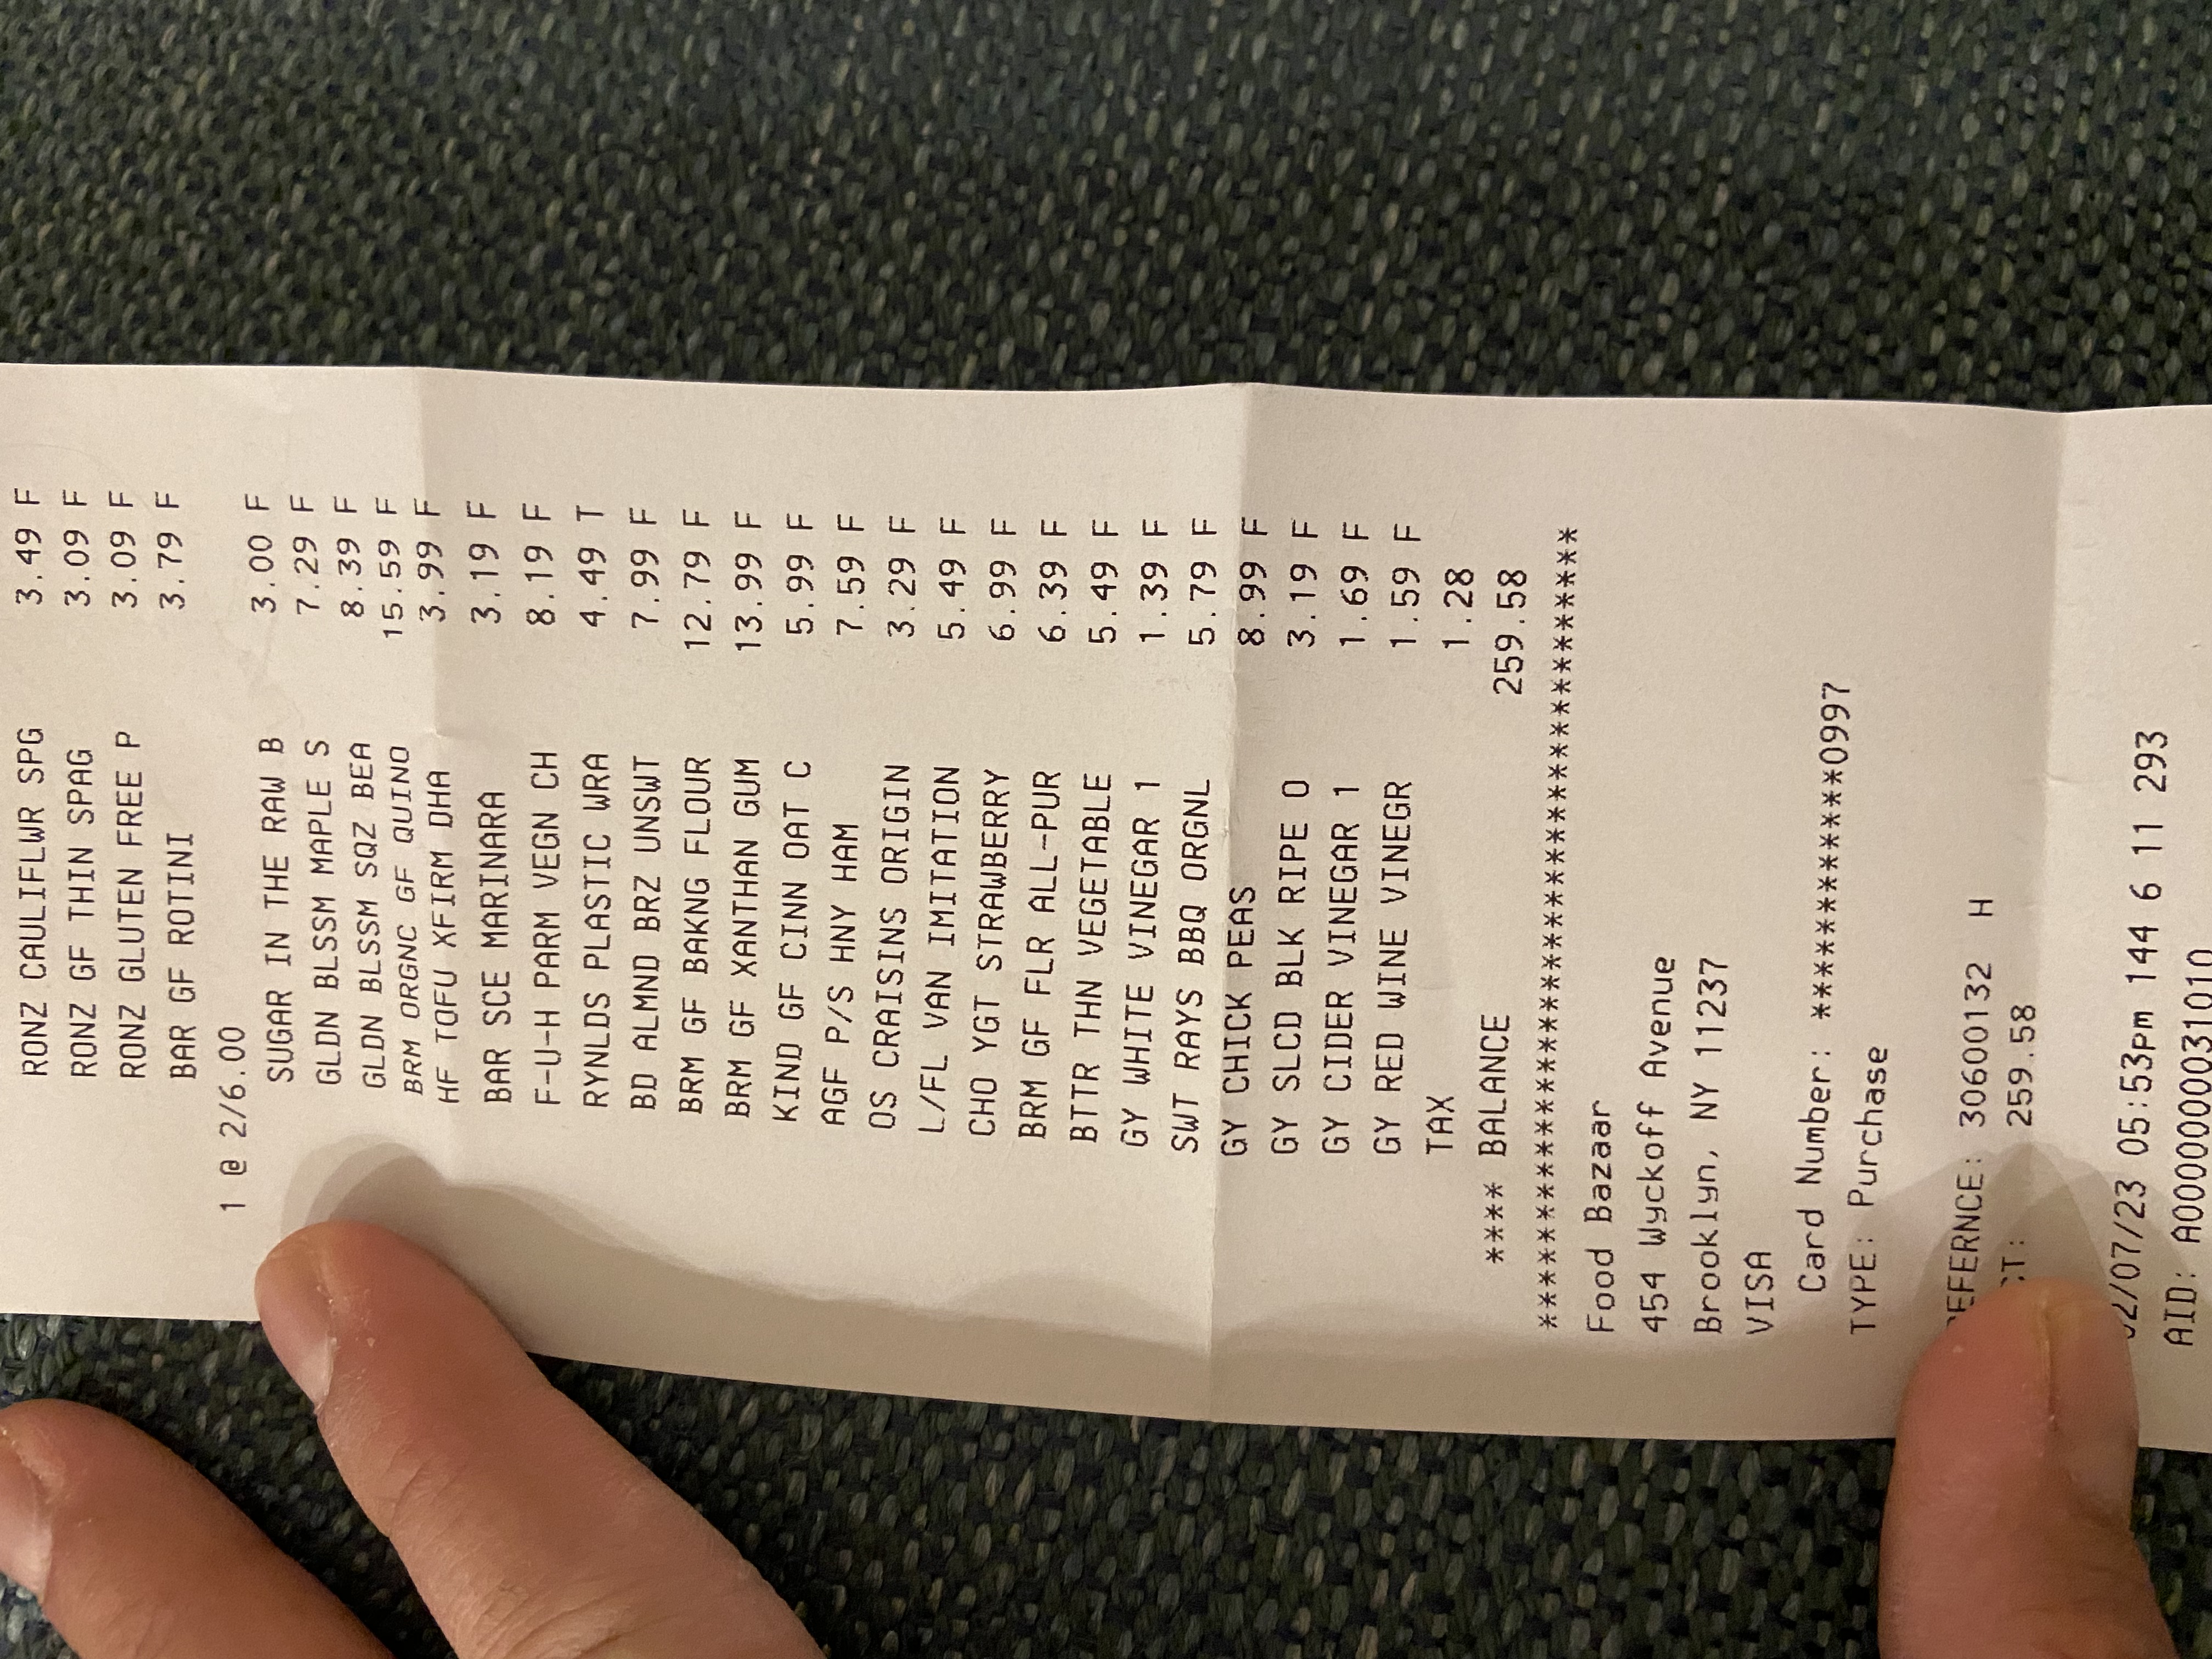 RONZ CAULIFLWR SPG 3.49 F
RONZ GF THIN SPAG 3.09 F
RONZ GLUTEN FREE P 3.09 F
BAR GF ROTINI 3.79 F
1 @ 2/6.00
SUGAR IN THE RAW B 3.00 F
GLDN BLSSM MAPLE S 7.29 F
GLDN BLSSM SQZ BEA 8.39 F
BRM ORGNC GF QUINO 15.59 F
HF TOFU XFIRM DHA 3.99 F
BAR SCE MARINARA 3.19 F
F-U-H PARM VEGN CH 8.19 F
RYNLDS PLASTIC WRA 4.49 T
BD ALMND BRZ UNSWT 7.99 F
BRM GF BAKNG FLOUR 12.79 F
BRM GF XANTHAN GUM 13.99 F
KIND GF CINN OAT C 5.99 F
AGF P/S HNY HAM 7.59 F
OS CRAISINS ORIGIN 3.29 F
L/FL VAN IMITATION 5.49 F
CHO YGT STRAWBERRY 6.99 F
BRM GF FLR ALL-PUR 6.39 F
BTTR THN VEGETABLE 5.49 F
GY WHITE VINEGAR 1 1.39 F
SWT RAYS BBQ ORGNL 5.79 F
GY CHICK PEAS 8.99 F
GY SLCD BLK RIPE O 3.19 F
GY CIDER VINEGAR 1 1.69 F
GY RED WINE VINEGR 1.59 F
TAX 1.28
**** BALANCE 259.58
**************************************
Food Bazaar
454 Wyckoff Avenue
Brooklyn, NY 11237
VISA
Card Number: ************0997
TYPE: Purchase
EFERNCE: 30600132 H
CT: 259.58
02/07/23 05:53pm 144 6 11 293
AID: A0000000031010